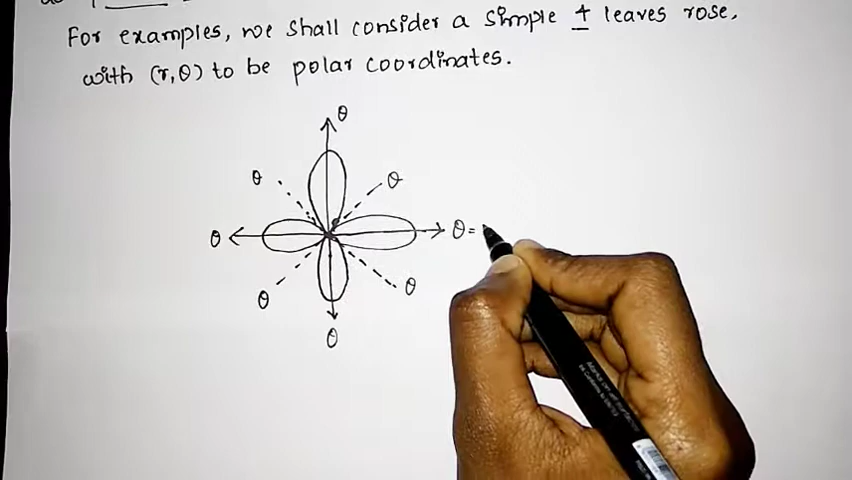 For examples, we shall consider a simple 4 leaves rose,
with (r,θ) to be polar coordinates.
θ
θ θ
θ θ=
θ θ
θ